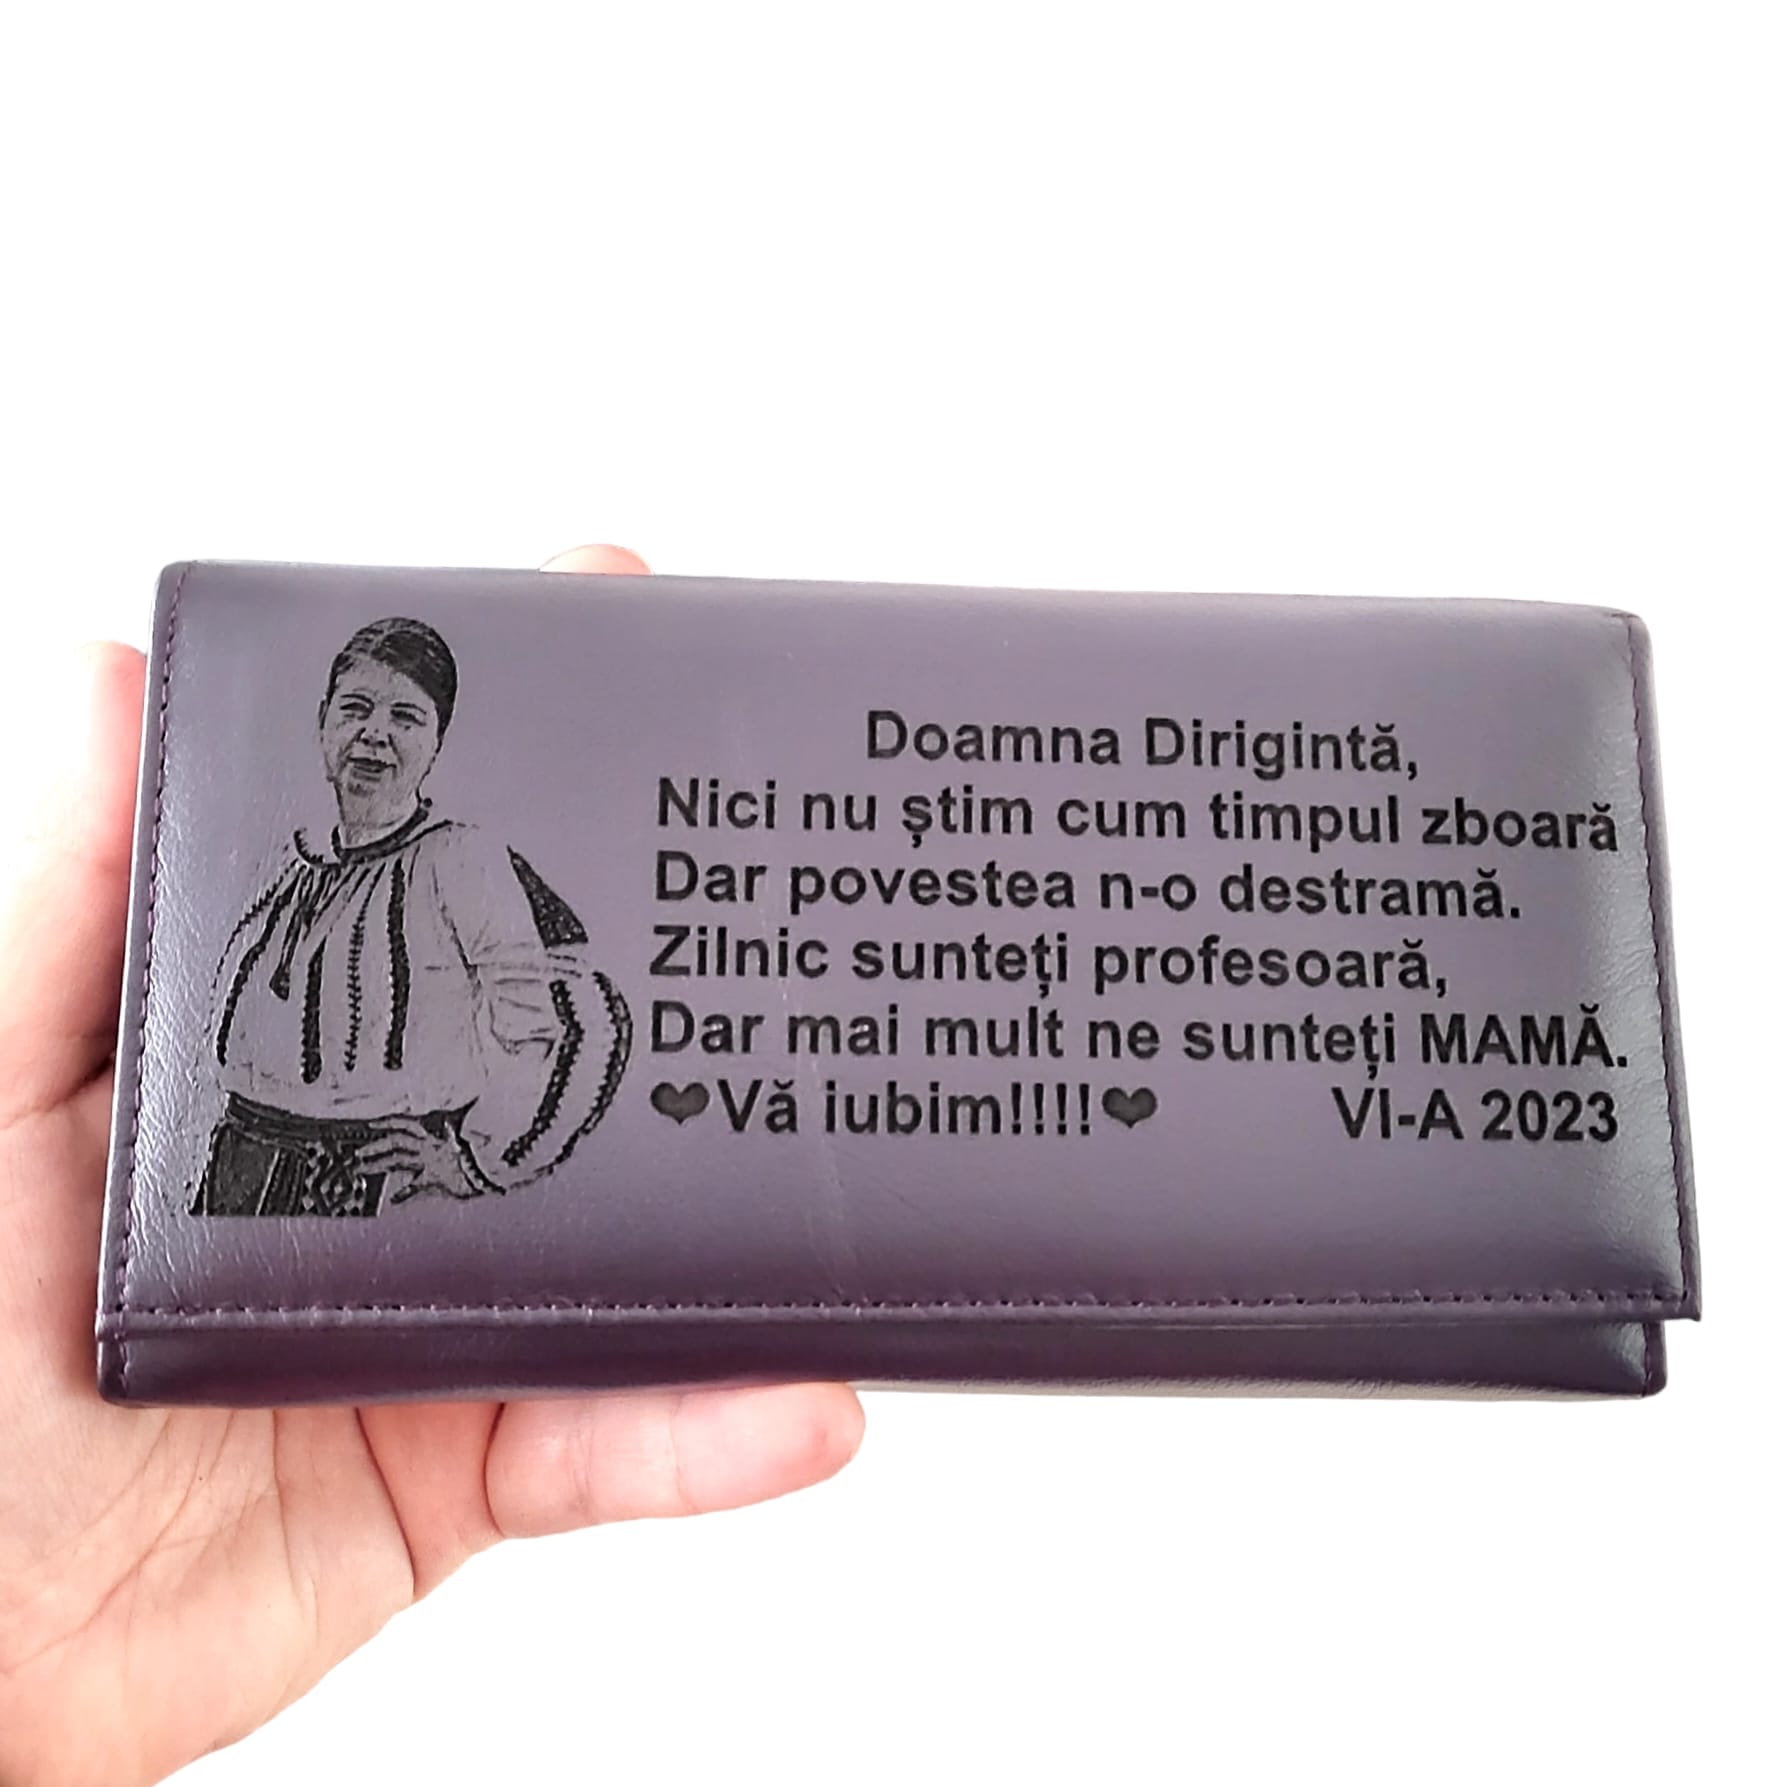 Doamna Dirigintă,
Nici nu știm cum timpul zboară
Dar povestea n-o destramă.
Zilnic sunteți profesoară,
Dar mai mult ne sunteți MAMĂ.
❤Vă iubim!!!!❤ VI-A 2023